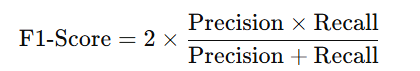 F1-Score = 2 × Precision × Recall / Precision + Recall